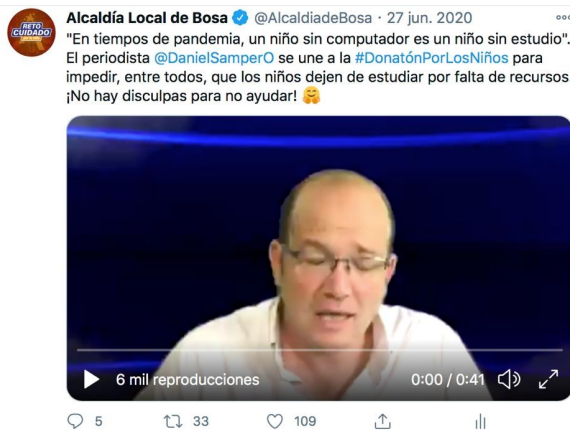 RETO
CUIDADO
Alcaldía Local de Bosa @AlcaldiadeBosa · 27 jun. 2020
"En tiempos de pandemia, un niño sin computador es un niño sin estudio".
El periodista @DanielSamperO se une a la #DonatónPorLosNiños para
impedir, entre todos, que los niños dejen de estudiar por falta de recursos
¡No hay disculpas para no ayudar! 🤗
6 mil reproducciones 0:00 / 0:41
5 33 109